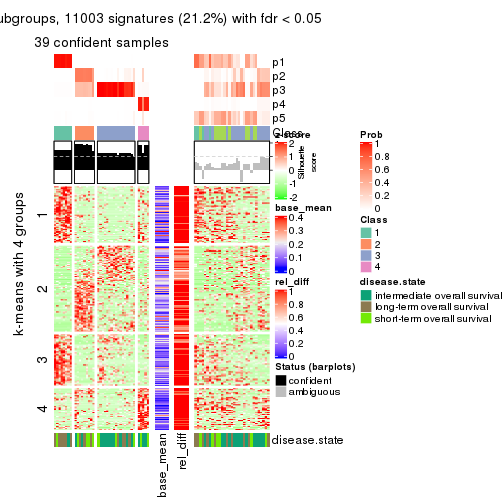 ubgroups, 11003 signatures (21.2%) with fdr < 0.05
39 confident samples
p1
p2
p3
p4
p5
Class
Silhouette
score
k-means with 4 groups
1
2
3
4
base_mean
rel_diff
disease.state
z-score
2
1
0
-1
-2
base_mean
0.4
0.3
0.2
0.1
0
rel_diff
1
0.8
0.6
0.4
0.2
0
Status (barplots)
confident
ambiguous
Prob
1
0.8
0.6
0.4
0.2
0
Class
1
2
3
4
disease.state
intermediate overall survival
long-term overall survival
short-term overall survival